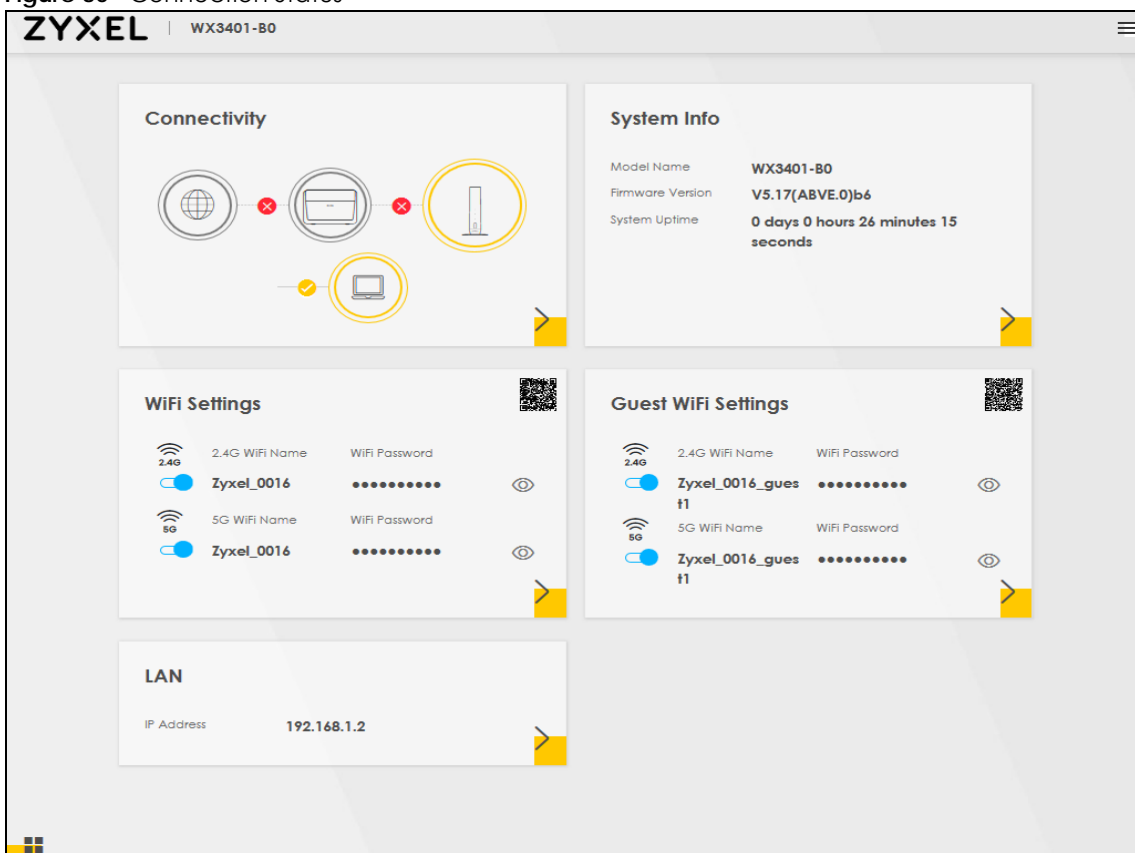 ZYXEL | WX3401-B0
Connectivity
System Info
Model Name WX3401-B0
Firmware Version V5.17(ABVE.0)b6
System Uptime 0 days 0 hours 26 minutes 15
seconds
WiFi Settings
2.4G 2.4G WiFi Name WiFi Password
Zyxel_0016 ••••••••••
5G 5G WiFi Name WiFi Password
Zyxel_0016 ••••••••••
Guest WiFi Settings
2.4G 2.4G WiFi Name WiFi Password
Zyxel_0016_gues ••••••••••
t1
5G 5G WiFi Name WiFi Password
Zyxel_0016_gues ••••••••••
t1
LAN
IP Address 192.168.1.2